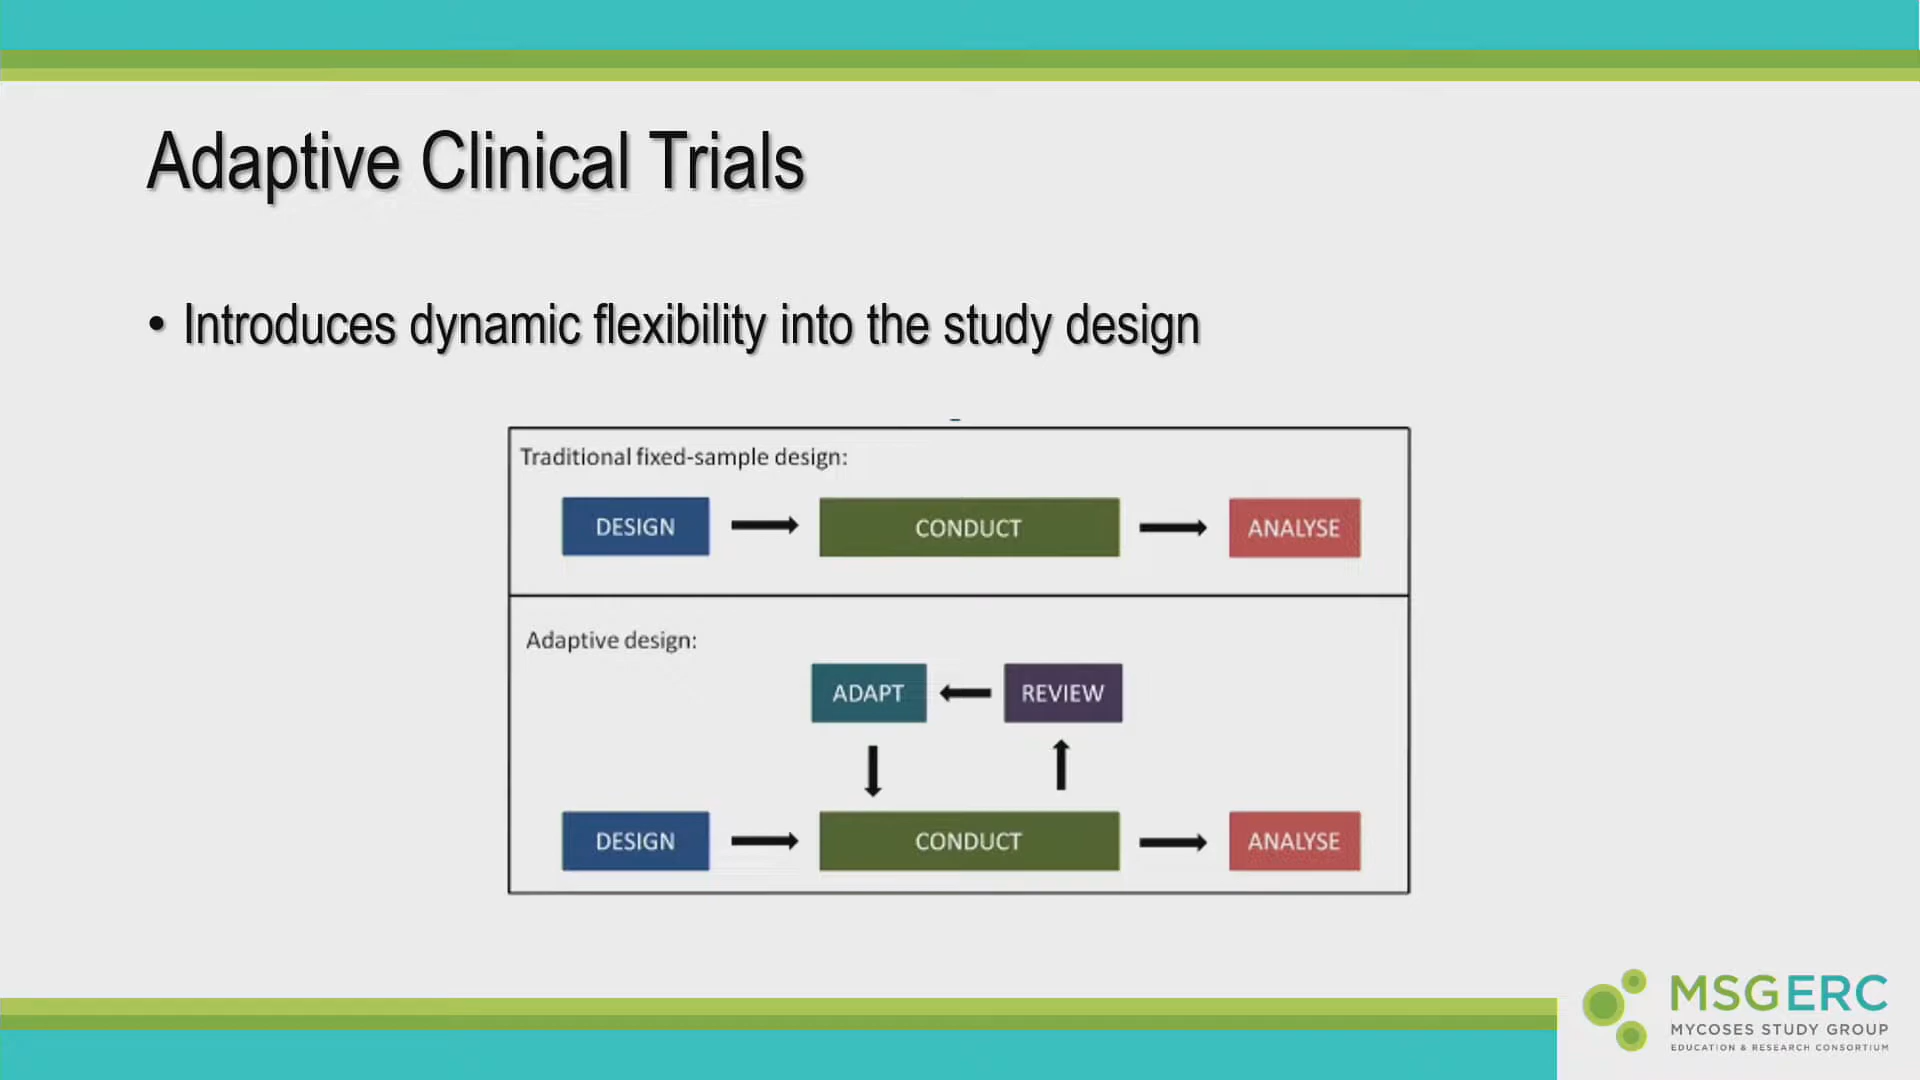 Adaptive Clinical Trials
• Introduces dynamic flexibility into the study design
Traditional fixed-sample design:
DESIGN CONDUCT ANALYSE
Adaptive design:
ADAPT REVIEW
DESIGN CONDUCT ANALYSE
MSGERC
MYCOSES STUDY GROUP
EDUCATION & RESEARCH CONSORTIUM